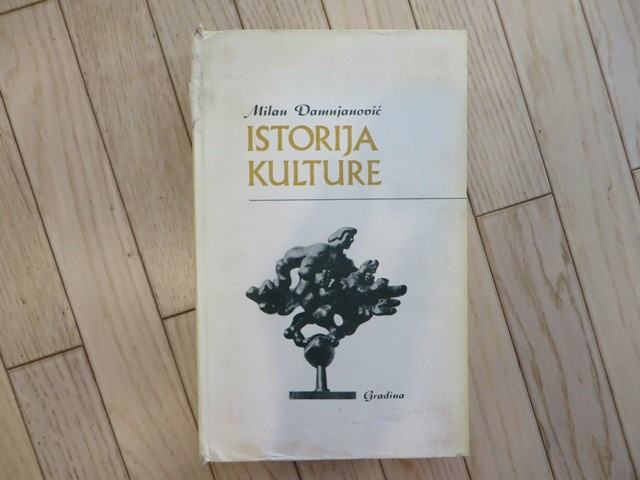 Milan Damnjanović
ISTORIJA
KULTURE
Gradina